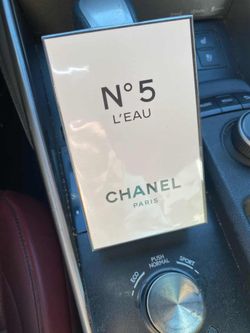 N°5
L'EAU
CHANEL
PARIS
PUSH
NORMAL
ECO
SPORT